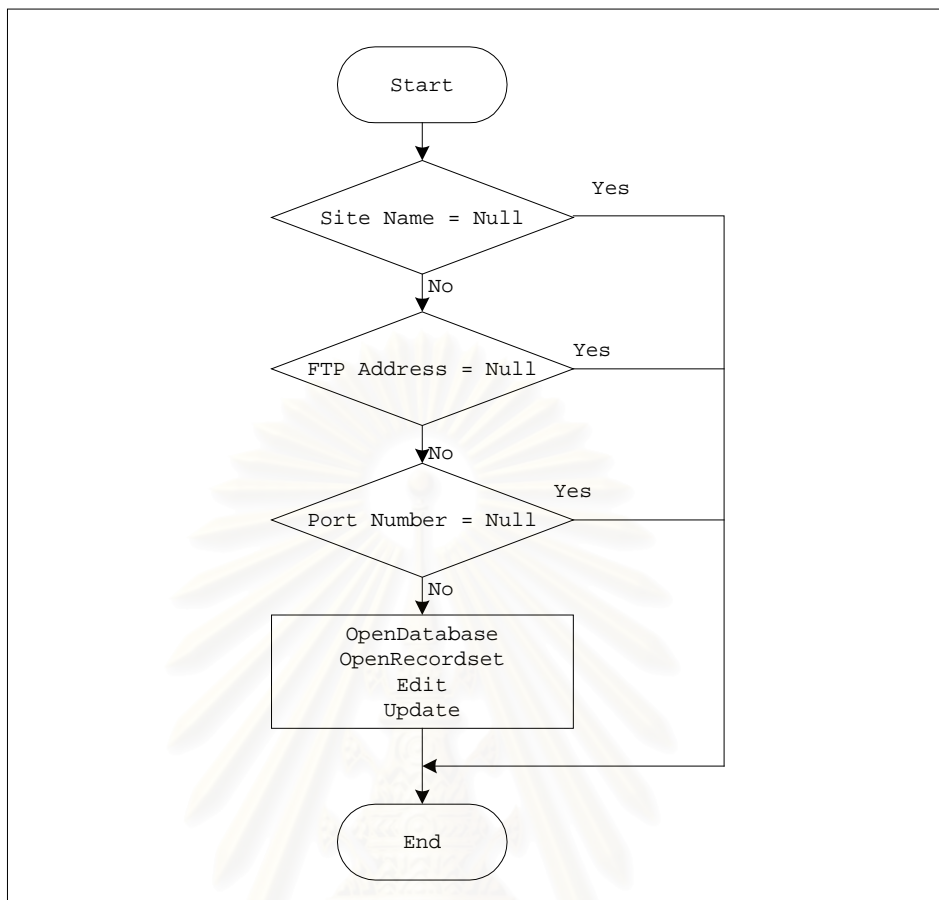 Start
Yes
Site Name = Null
No
Yes
FTP Address = Null
No
Yes
Port Number = Null
No
OpenDatabase
OpenRecordset
Edit
Update
End